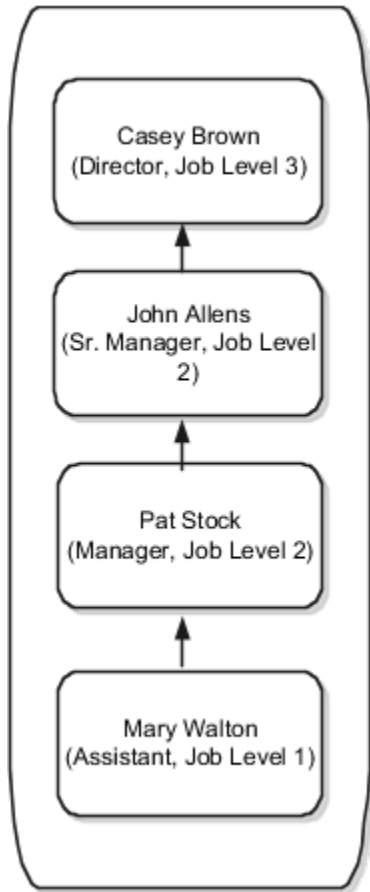 Casey Brown
(Director, Job Level 3)
John Allens
(Sr. Manager, Job Level
2)
Pat Stock
(Manager, Job Level 2)
Mary Walton
(Assistant, Job Level 1)